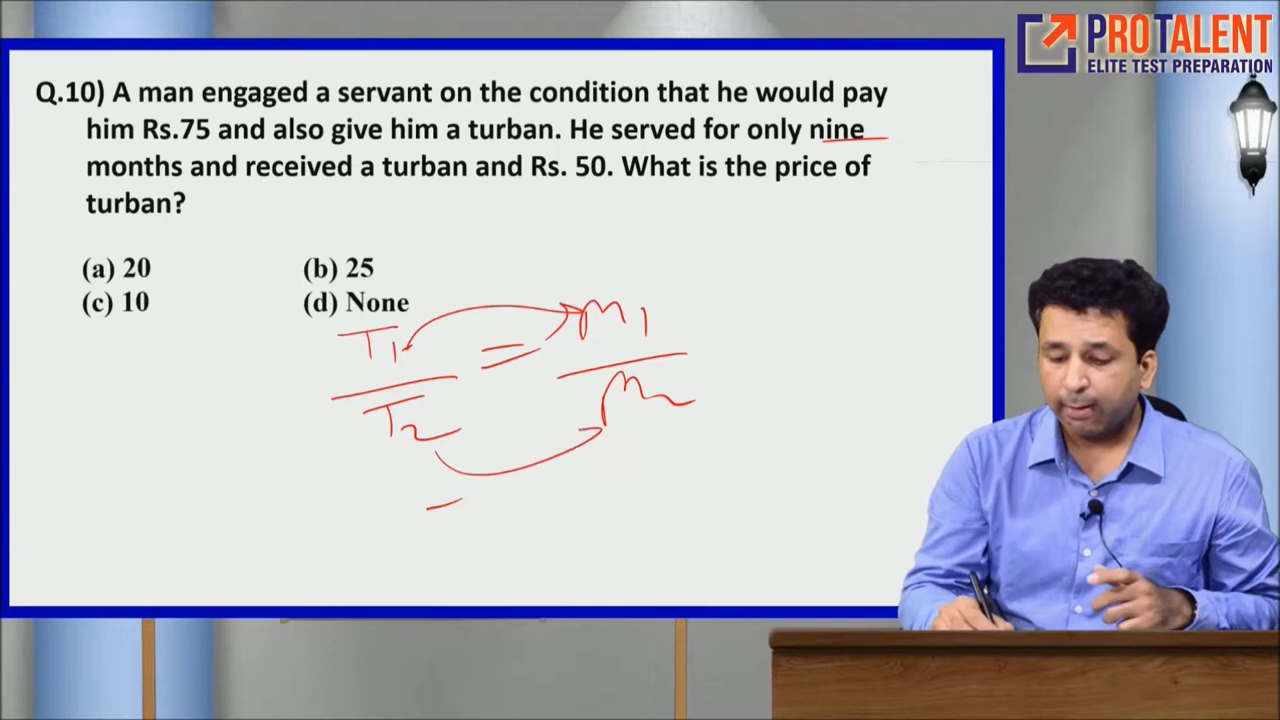 PROTALENT
ELITE TEST PREPARATION
Q.10) A man engaged a servant on the condition that he would pay
him Rs.75 and also give him a turban. He served for only nine
months and received a turban and Rs. 50. What is the price of
turban?
(a) 20 (b) 25
(c) 10 (d) None
T1 = M1
T2 M2